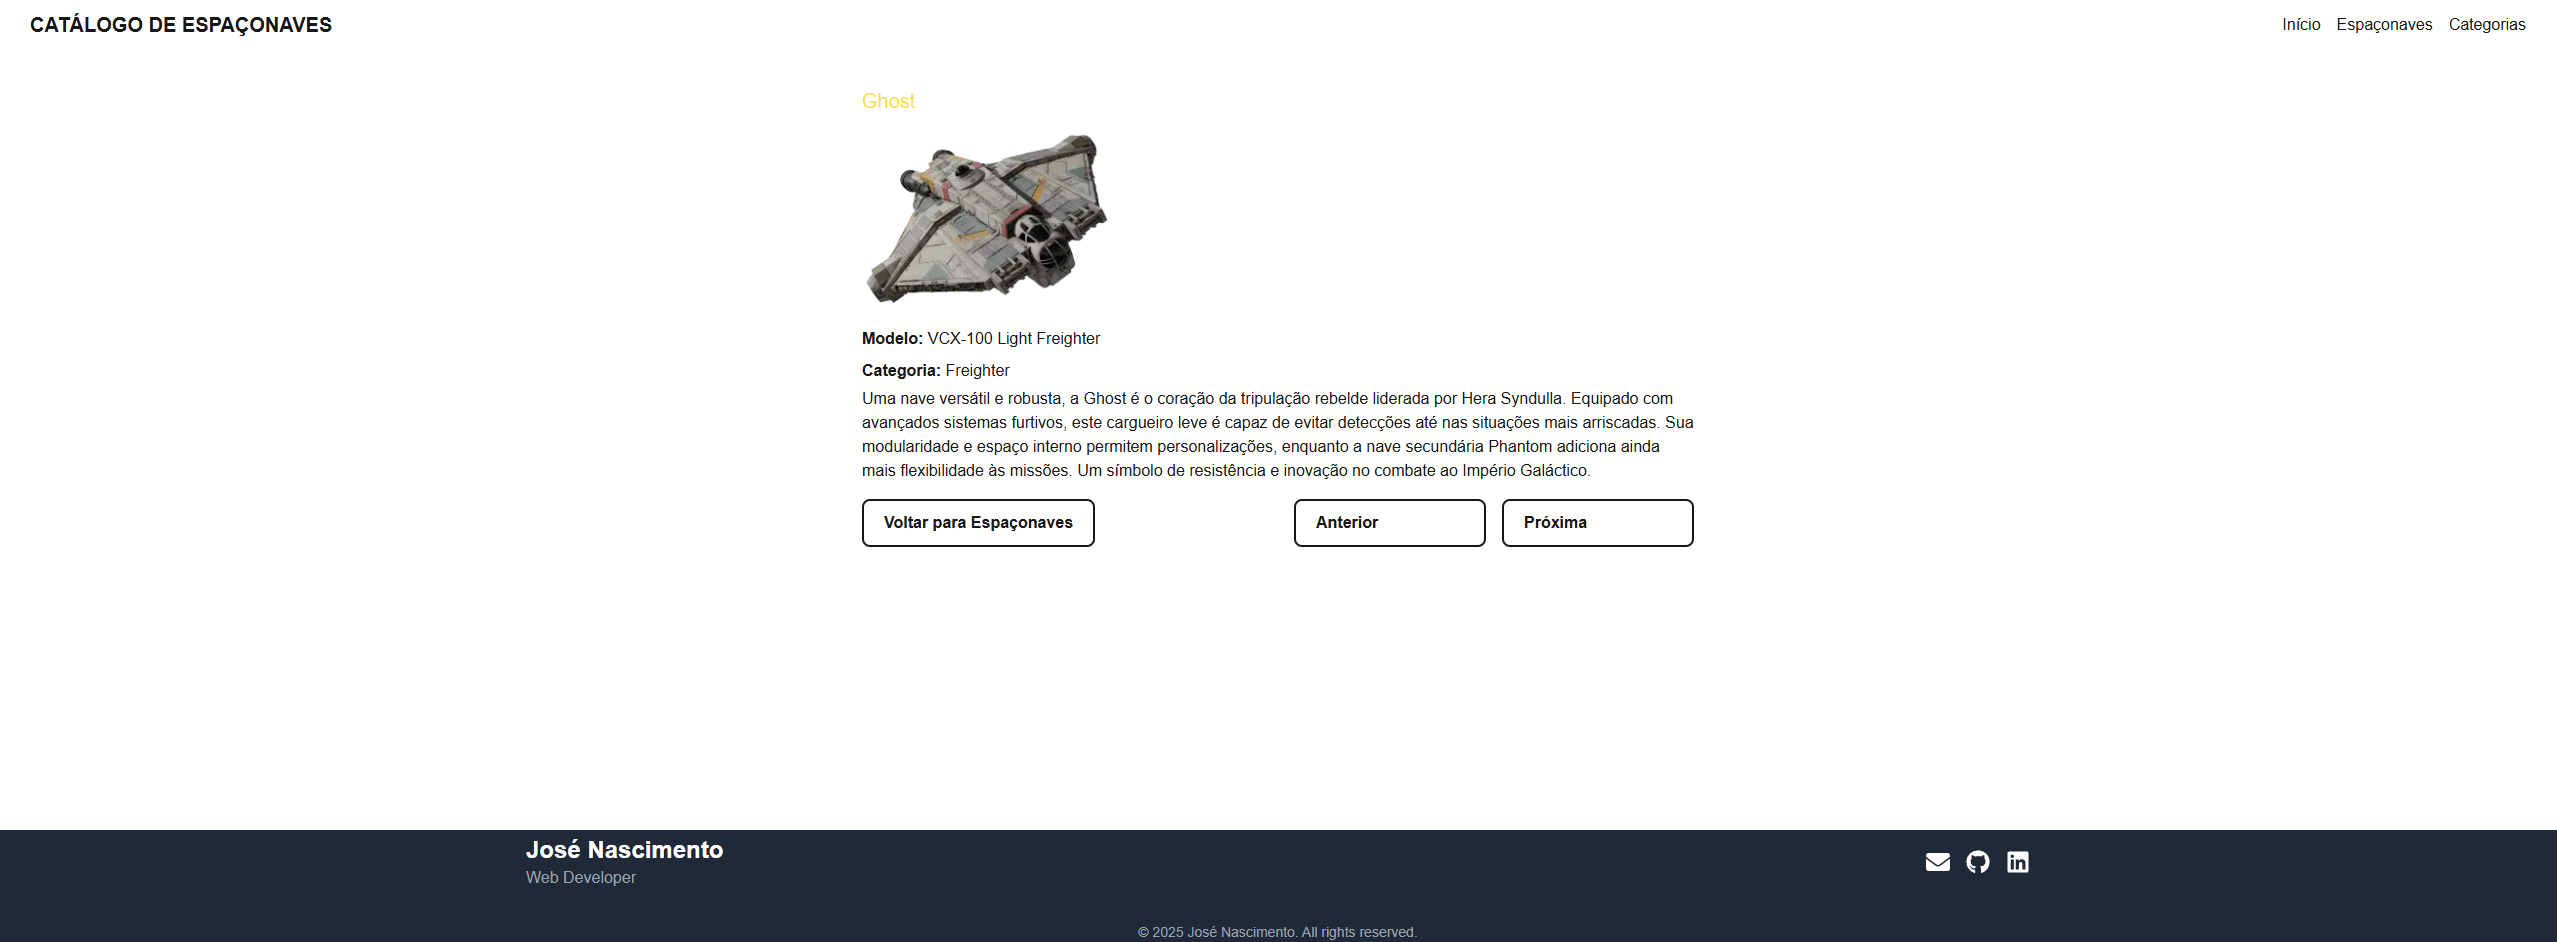 CATÁLOGO DE ESPAÇONAVES
Início Espaçonaves Categorias
Ghost
Modelo: VCX-100 Light Freighter
Categoria: Freighter
Uma nave versátil e robusta, a Ghost é o coração da tripulação rebelde liderada por Hera Syndulla. Equipado com
avançados sistemas furtivos, este cargueiro leve é capaz de evitar detecções até nas situações mais arriscadas. Sua
modularidade e espaço interno permitem personalizações, enquanto a nave secundária Phantom adiciona ainda
mais flexibilidade às missões. Um símbolo de resistência e inovação no combate ao Império Galáctico.
Voltar para Espaçonaves
Anterior
Próxima
José Nascimento
Web Developer
© 2025 José Nascimento. All rights reserved.